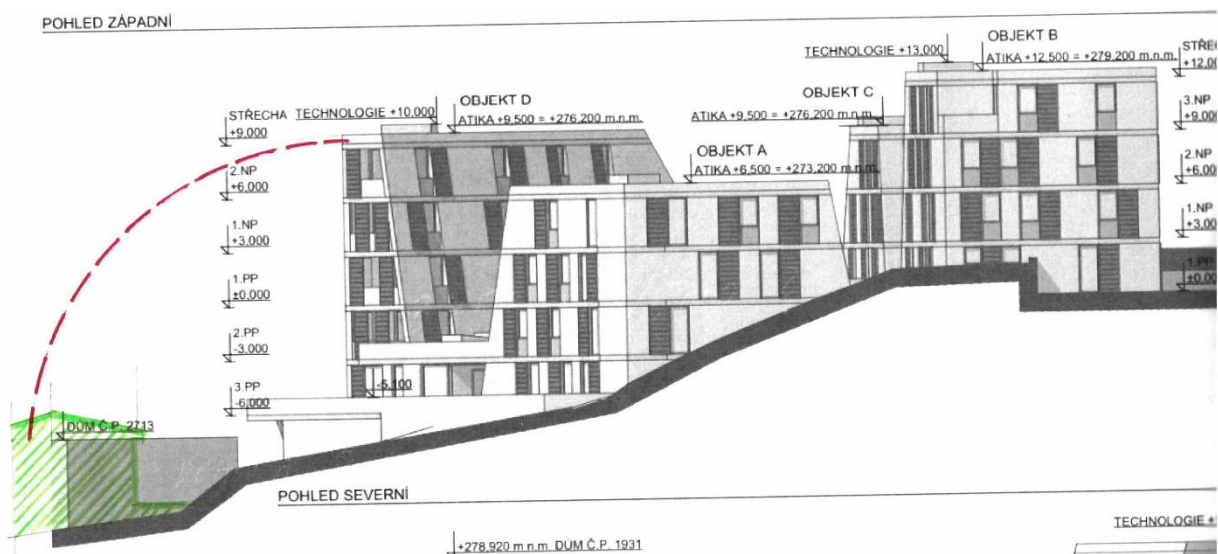 POHLED ZÁPADNÍ
OBJEKT B
TECHNOLOGIE +13,000
ATIKA +12,500 = +279,200 m.n.m.
+12,00
OBJEKT D
OBJEKT C
STŘECHA
+9,000
TECHNOLOGIE +10,000
ATIKA +9,500 = +276,200 m.n.m.
ATIKA +9,500 = +276,200 m.n.m.
OBJEKT A
ATIKA +6,500 = +273,200 m.n.m.
3.NP
+9,000
2.NP
+6,000
2.NP
+6,000
1.NP
+3,000
1.NP
+3,000
1.PP
±0,000
1.PP
±0,00
2.PP
-3,000
3.PP
-6,000
-5,100
DŮM Č.P. 2713
POHLED SEVERNÍ
+278,920 m n.m. DŮM Č.P. 1931
TECHNOLOGIE